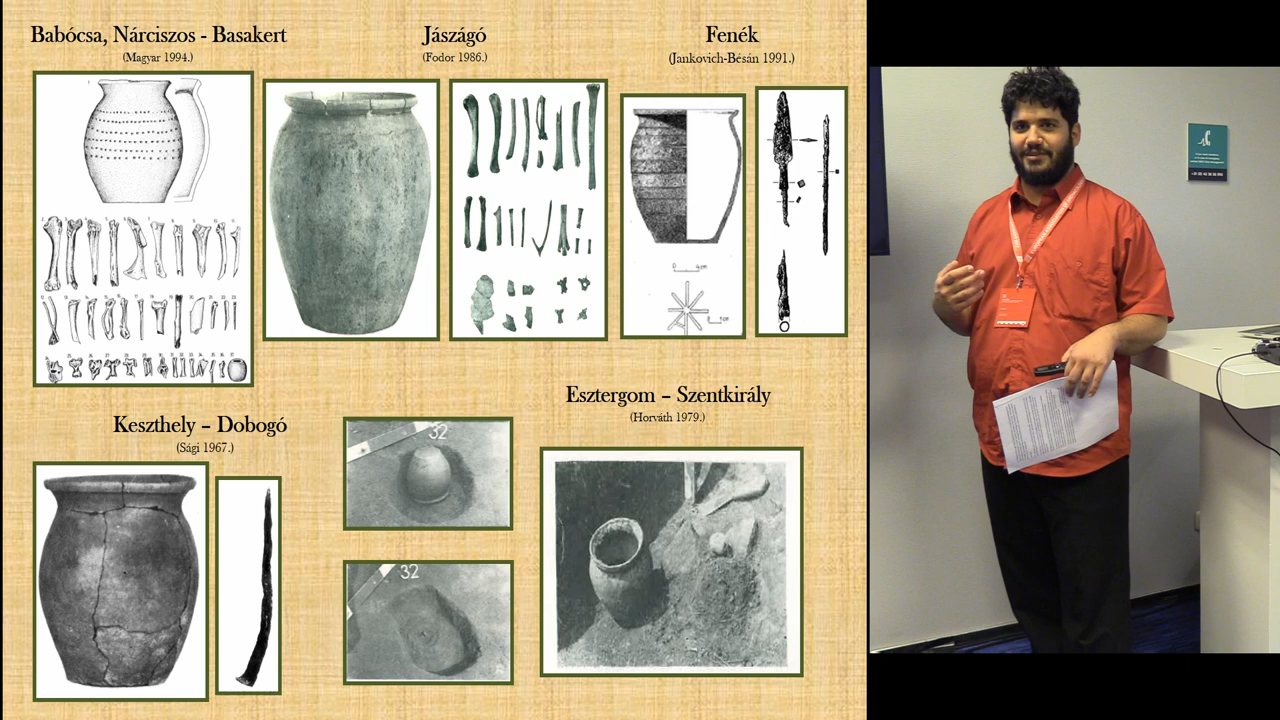 Babócsa, Nárciszos - Basakert
(Magyar 1994.)
Jászágó
(Fodor 1986.)
Fenék
(Jankovich-Bésán 1991.)
Keszthely – Dobogó
(Sági 1967.)
Esztergom – Szentkirály
(Horváth 1979.)
32
32